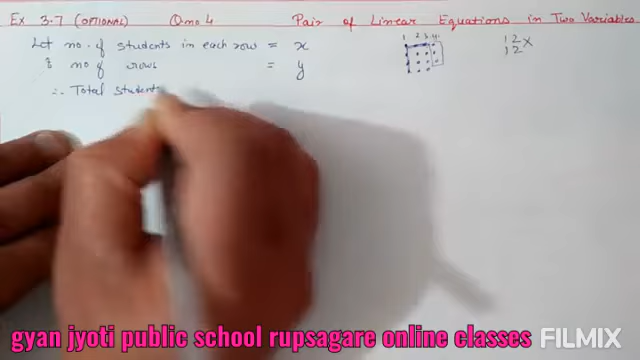 Ex 3.7 (OPTIONAL) Q.no 4 Pair of Linear Equations in Two Variables
Let no. of students in each row = x
& no of rows = y
∴ Total students
1 2 3 4
1 2 x
1 2
gyan jyoti public school rupsagare online classes
FILMIX